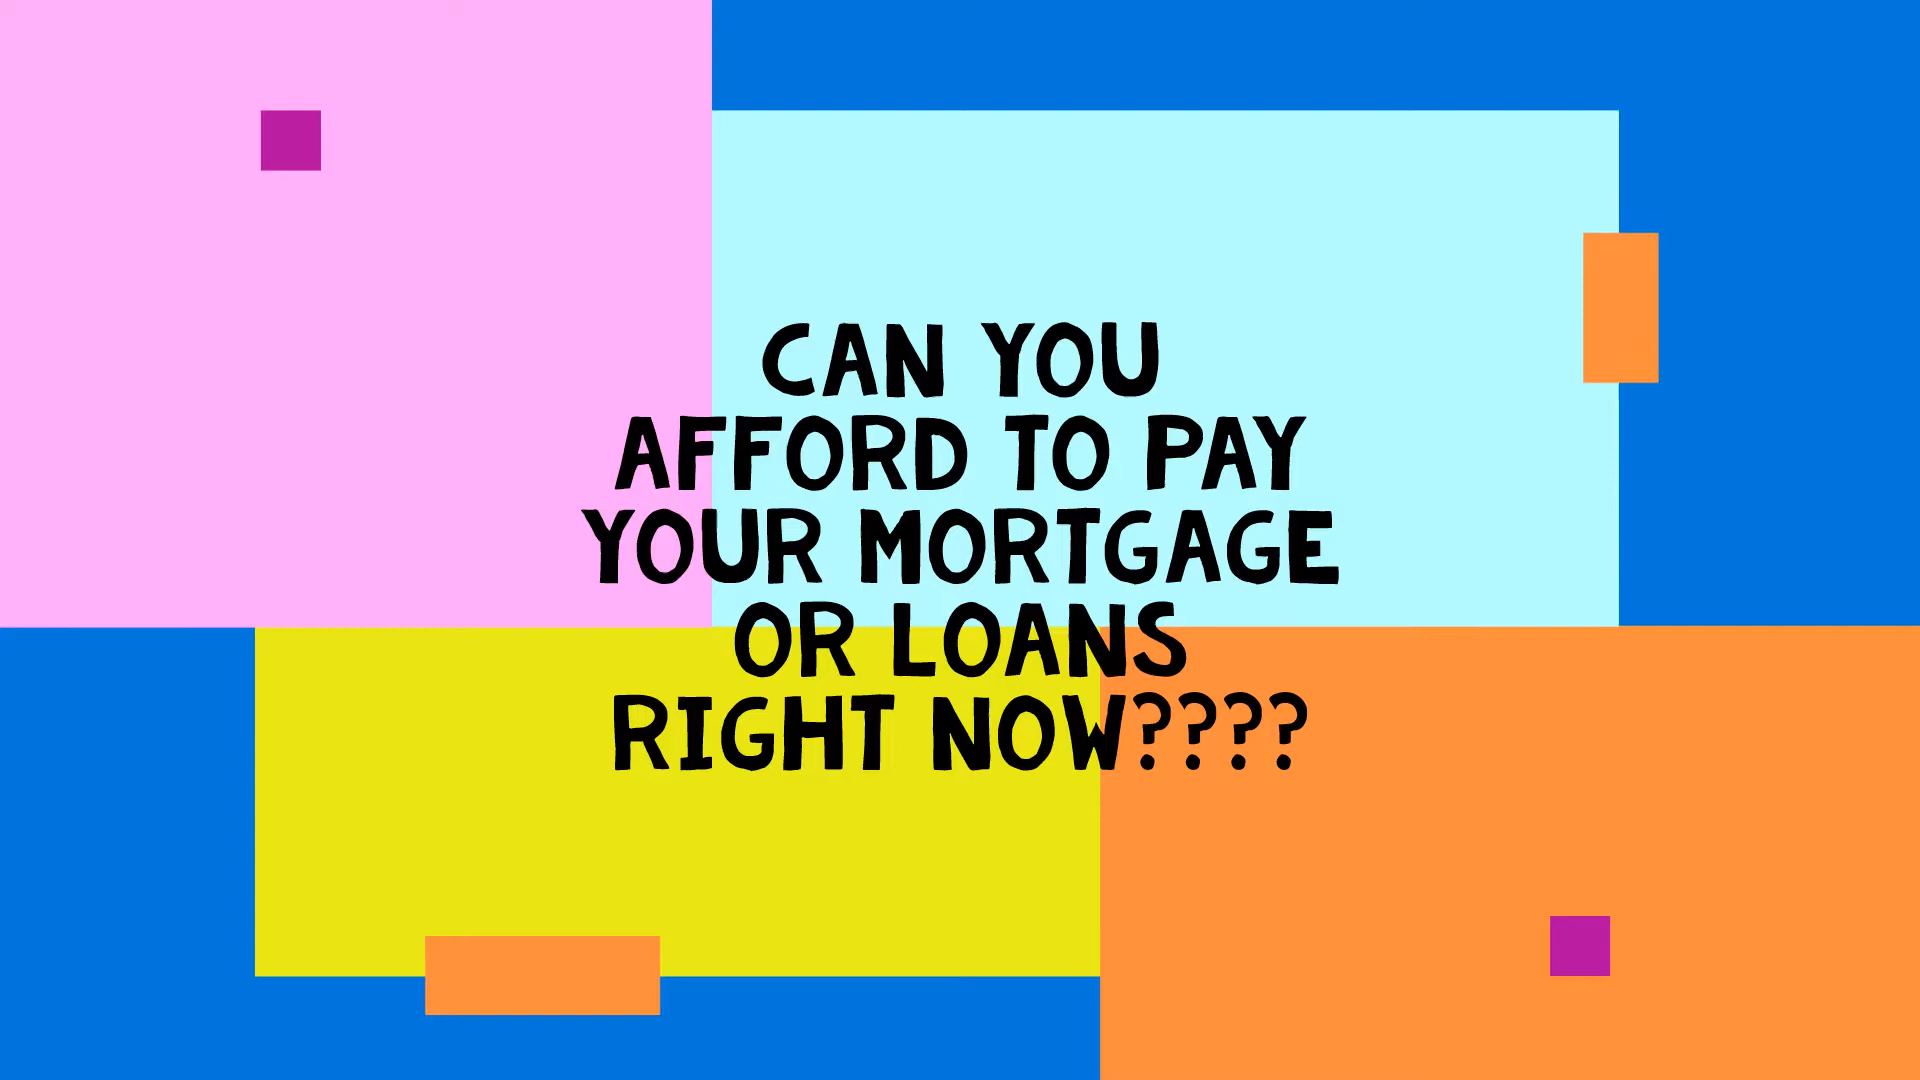 CAN YOU
AFFORD TO PAY
YOUR MORTGAGE
OR LOANS
RIGHT NOW????